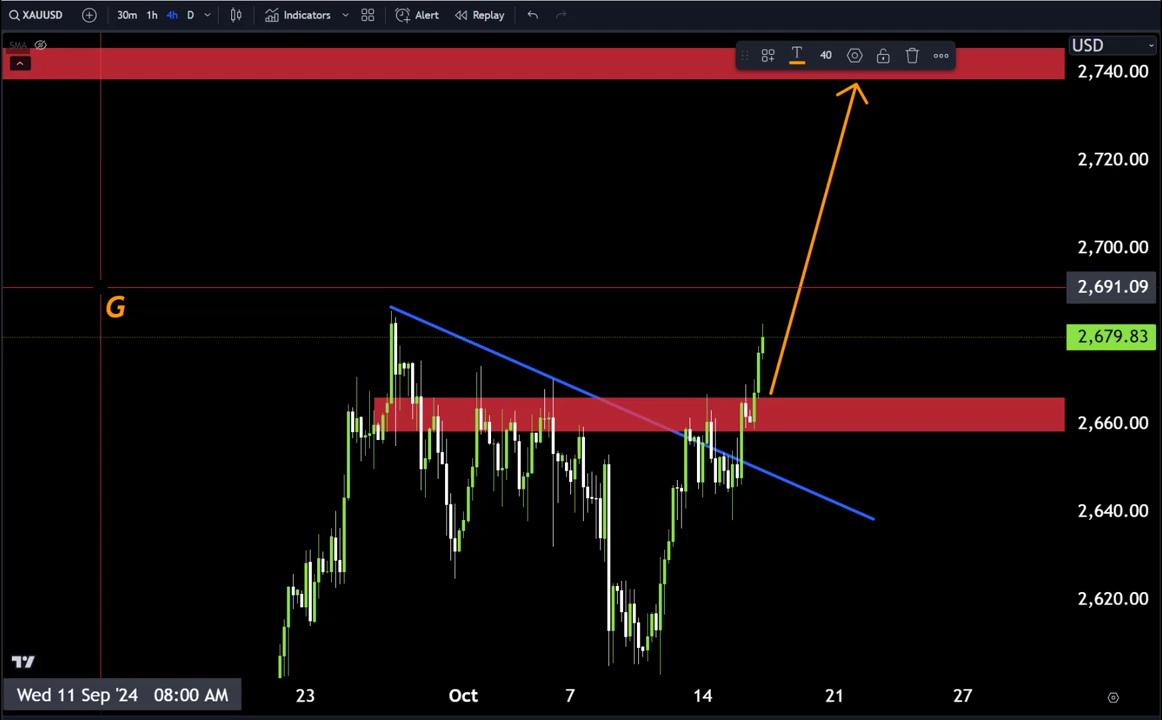 XAUUSD 30m 1h 4h D Indicators Alert Replay
SMA
40
USD
2,740.00
2,720.00
2,700.00
2,691.09
G
2,679.83
2,660.00
2,640.00
2,620.00
Wed 11 Sep '24 08:00 AM 23 Oct 7 14 21 27